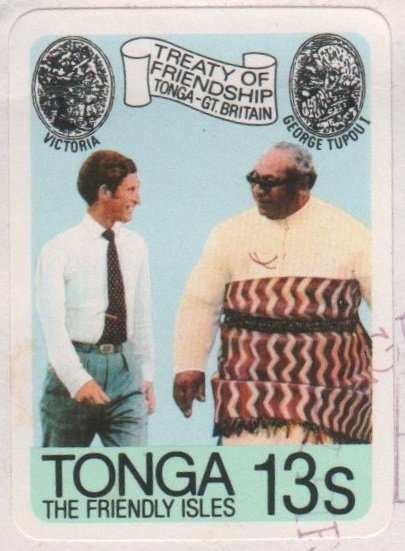 TREATY OF
FRIENDSHIP
TONGA-GT. BRITAIN
VICTORIA
GEORGE TUPOU I
TONGA 13s
THE FRIENDLY ISLES